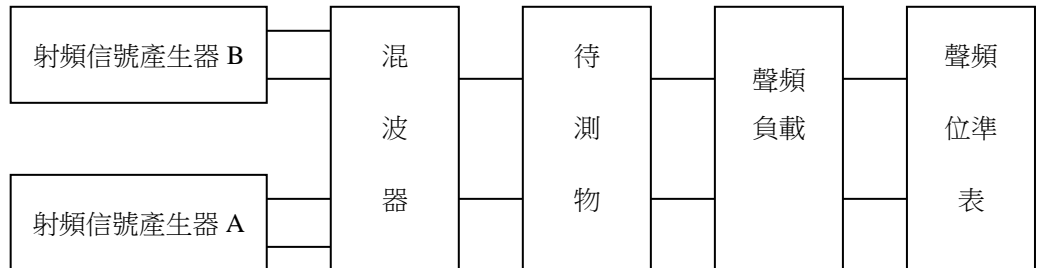 射頻信號產生器 B
射頻信號產生器 A
混波器
待測物
聲頻
負載
聲頻
位準
表